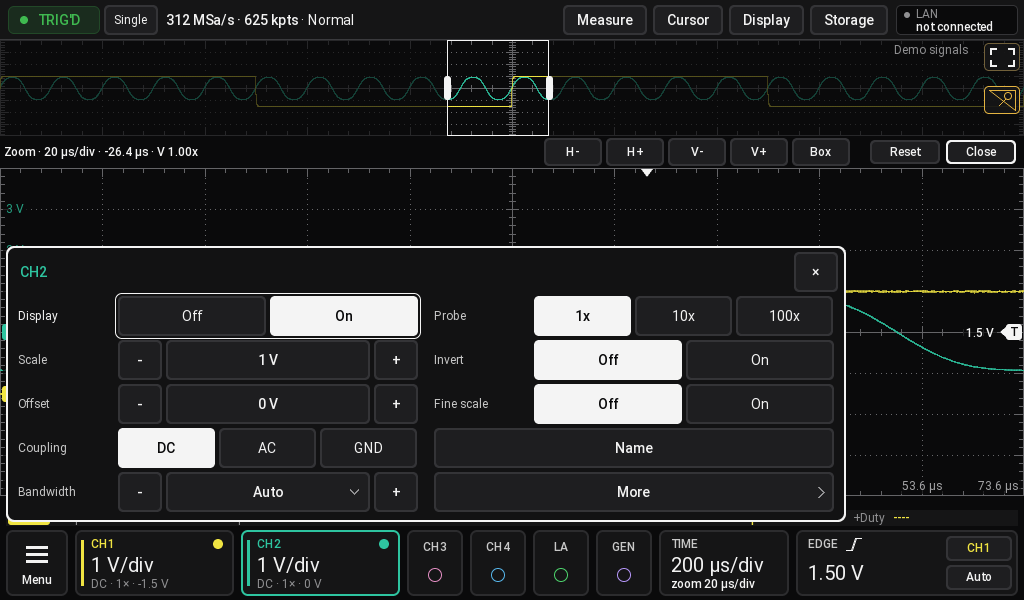 TRIG'D
Single
312 MSa/s · 625 kpts · Normal
Measure
Cursor
Display
Storage
LAN
not connected
Demo signals
Zoom · 20 µs/div · -26.4 µs · V 1.00x
H-
H+
V-
V+
Box
Reset
Close
3 V
CH2
×
Display
Off
On
Probe
1x
10x
100x
Scale
-
1 V
+
Invert
Off
On
1.5 V
T
Offset
-
0 V
+
Fine scale
Off
On
Coupling
DC
AC
GND
Name
Bandwidth
-
Auto
+
More
53.6 µs
73.6 µs
+Duty
----
Menu
CH1
1 V/div
DC · 1× · -1.5 V
CH2
1 V/div
DC · 1× · 0 V
CH3
CH4
LA
GEN
TIME
200 µs/div
zoom 20 µs/div
EDGE
1.50 V
CH1
Auto